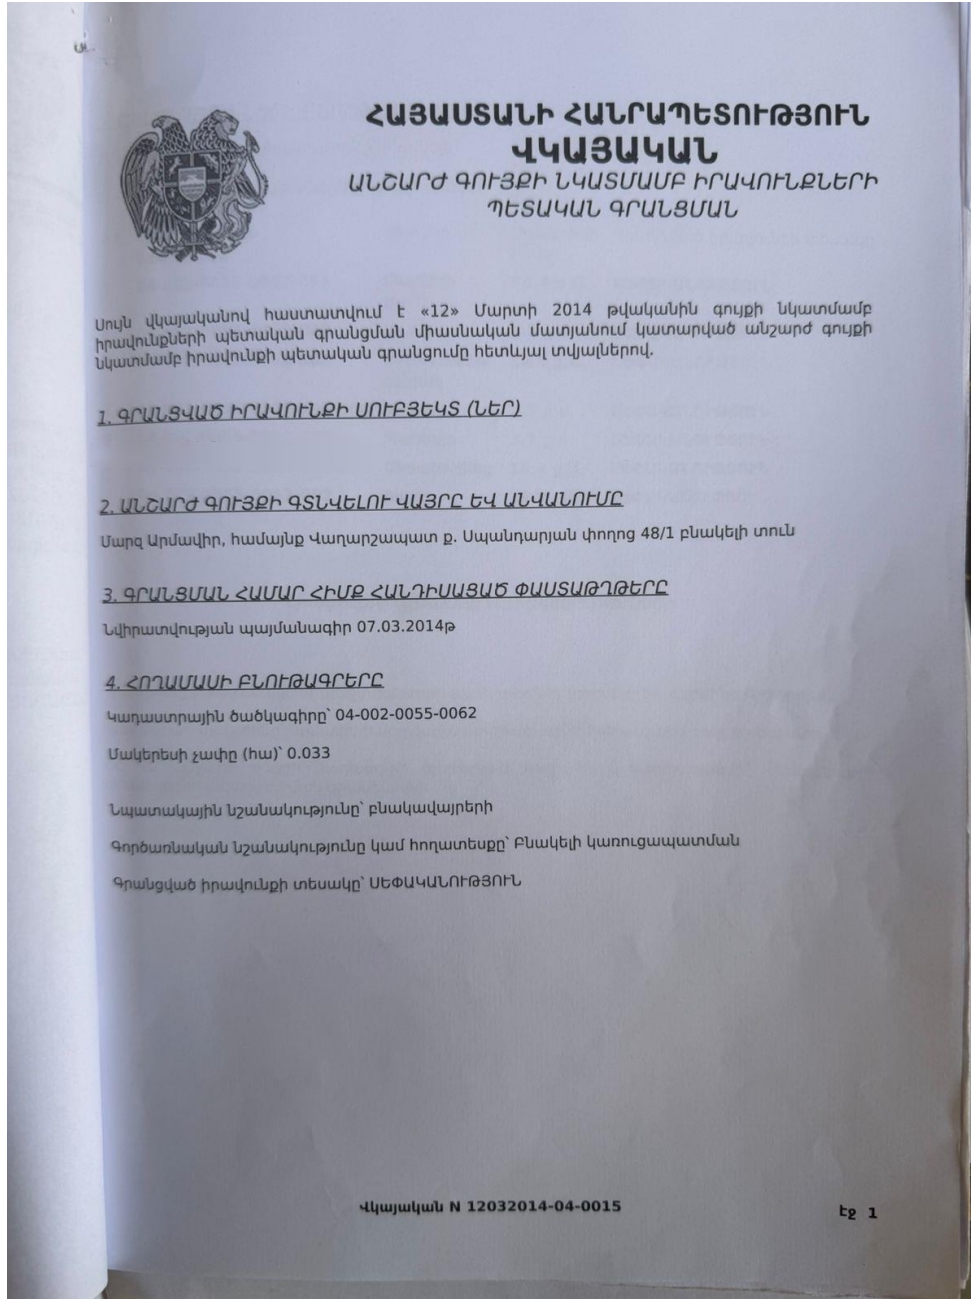 ՀԱՅԱՍՏԱՆԻ ՀԱՆՐԱՊԵՏՈՒԹՅՈՒՆ
ՎԿԱՅԱԿԱՆ
ԱՆՇԱՐԺ ԳՈՒՅՔԻ ՆԿԱՏՄԱՄԲ ԻՐԱՎՈՒՆՔՆԵՐԻ
ՊԵՏԱԿԱՆ ԳՐԱՆՑՄԱՆ
Սույն վկայականով հաստատվում է «12» Մարտի 2014 թվականին գույքի նկատմամբ
իրավունքների պետական գրանցման միասնական մատյանում կատարված անշարժ գույքի
նկատմամբ իրավունքի պետական գրանցումը հետևյալ տվյալներով.
1. ԳՐԱՆՑՎԱԾ ԻՐԱՎՈՒՆՔԻ ՍՈՒԲՅԵԿՏ (ՆԵՐ)
2. ԱՆՇԱՐԺ ԳՈՒՅՔԻ ԳՏՆՎԵԼՈՒ ՎԱՅՐԸ ԵՎ ԱՆՎԱՆՈՒՄԸ
Մարզ Արմավիր, համայնք Վաղարշապատ ք. Սպանդարյան փողոց 48/1 բնակելի տուն
3. ԳՐԱՆՑՄԱՆ ՀԱՄԱՐ ՀԻՄՔ ՀԱՆԴԻՍԱՑԱԾ ՓԱՍՏԱԹՂԹԵՐԸ
Նվիրատվության պայմանագիր 07.03.2014թ
4. ՀՈՂԱՄԱՍԻ ԲՆՈՒԹԱԳՐԵՐԸ
Կադաստրային ծածկագիրը՝ 04-002-0055-0062
Մակերեսի չափը (հա)՝ 0.033
Նպատակային նշանակությունը՝ բնակավայրերի
Գործառնական նշանակությունը կամ հողատեսքը՝ Բնակելի կառուցապատման
Գրանցված իրավունքի տեսակը՝ ՍԵՓԱԿԱՆՈՒԹՅՈՒՆ
Վկայական N 12032014-04-0015
էջ 1